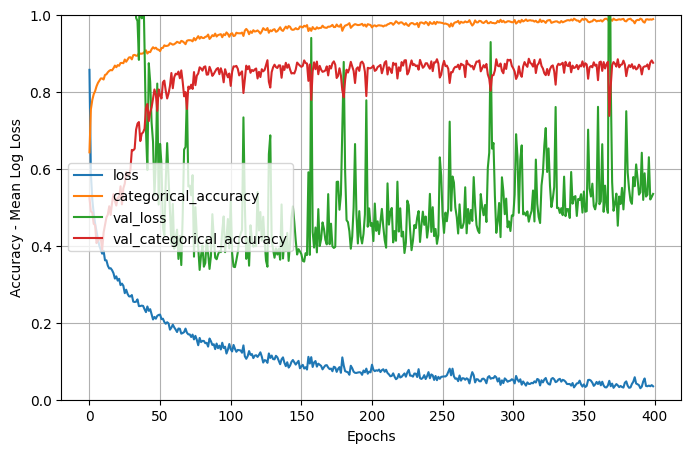 1.0
0.8
0.6
0.4
0.2
0.0
Accuracy - Mean Log Loss
loss
categorical_accuracy
val_loss
val_categorical_accuracy
0 50 100 150 200 250 300 350 400
Epochs